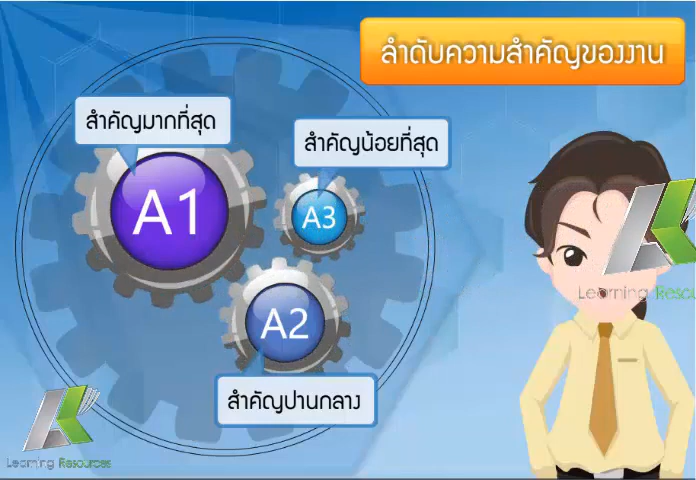 ลำดับความสำคัญของงาน
สำคัญมากที่สุด
สำคัญน้อยที่สุด
A1
A3
A2
สำคัญปานกลาง
Learning Resou
Learning Resources